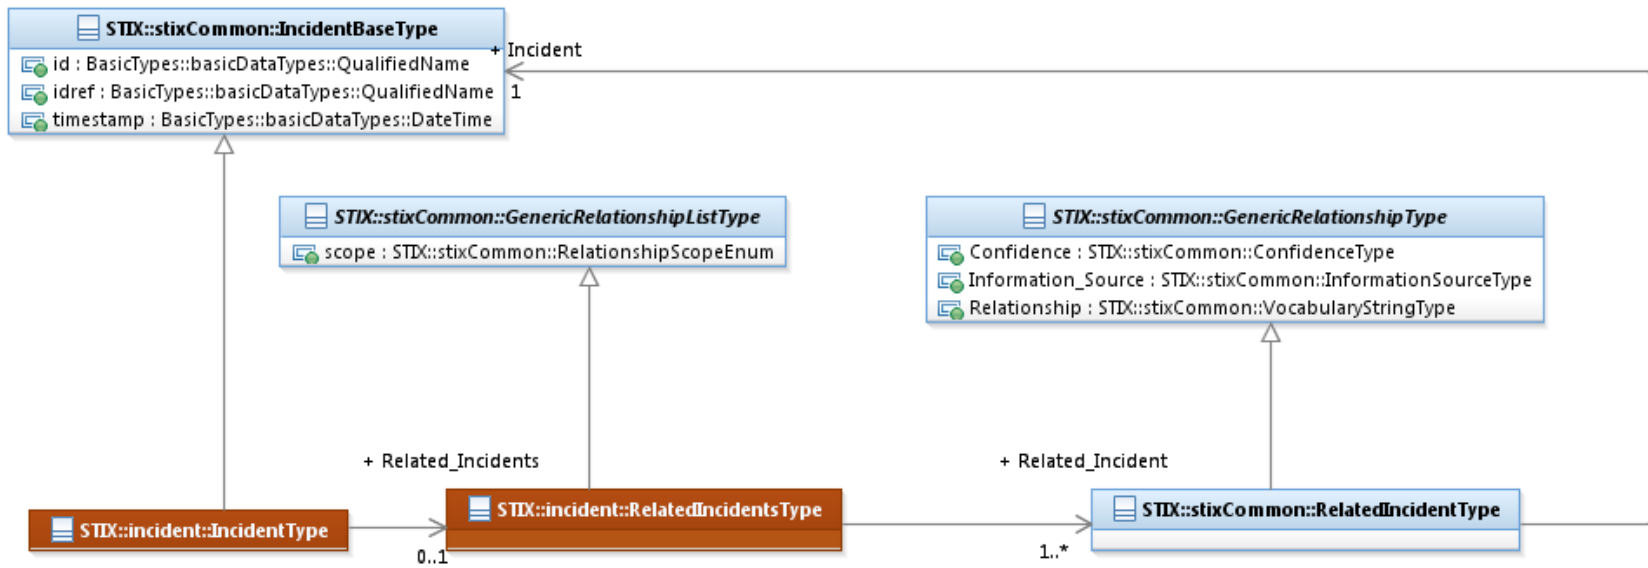 STIX::stixCommon::IncidentBaseType
id : BasicTypes::basicDataTypes::QualifiedName
idref : BasicTypes::basicDataTypes::QualifiedName
timestamp : BasicTypes::basicDataTypes::DateTime
+ Incident
1
STIX::stixCommon::GenericRelationshipListType
scope : STIX::stixCommon::RelationshipScopeEnum
STIX::stixCommon::GenericRelationshipType
Confidence : STIX::stixCommon::ConfidenceType
Information_Source : STIX::stixCommon::InformationSourceType
Relationship : STIX::stixCommon::VocabularyStringType
+ Related_Incidents
+ Related_Incident
STIX::incident::IncidentType
0..1
STIX::incident::RelatedIncidentsType
1..*
STIX::stixCommon::RelatedIncidentType